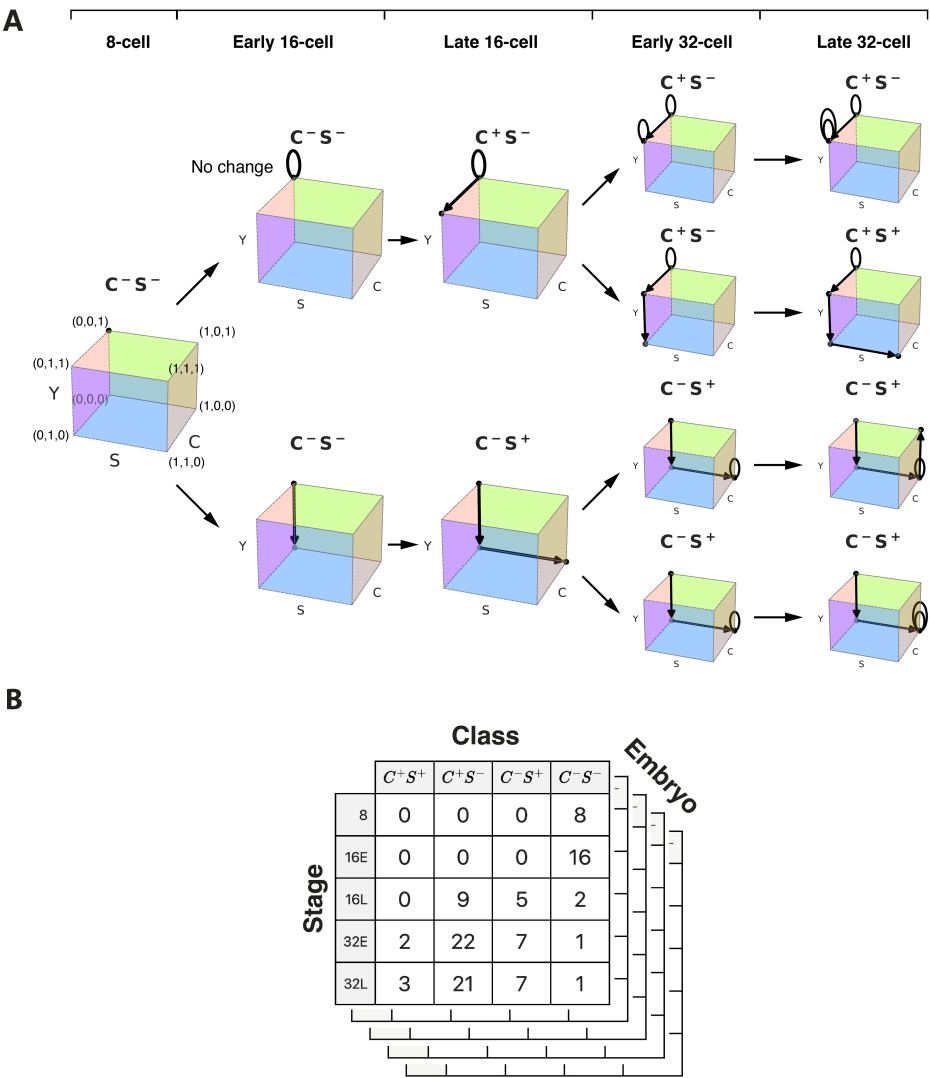 A
8-cell Early 16-cell Late 16-cell Early 32-cell Late 32-cell
C⁺S⁻ C⁺S⁻
Y S C Y S C
C⁻S⁻ C⁺S⁻
No change
Y S C Y S C
C⁺S⁻ C⁺S⁺
Y S C Y S C
C⁻S⁻
(0,0,1) (1,0,1)
(0,1,1) (1,1,1)
Y (0,0,0) (1,0,0)
(0,1,0) S C (1,1,0)
C⁻S⁺ C⁻S⁺
Y S C Y S C
C⁻S⁻ C⁻S⁺
Y S C Y S C
C⁻S⁺ C⁻S⁺
Y S C Y S C
B
Class
Embryo
Stage
C⁺S⁺ C⁺S⁻ C⁻S⁺ C⁻S⁻
8 0 0 0 8
16E 0 0 0 16
16L 0 9 5 2
32E 2 22 7 1
32L 3 21 7 1